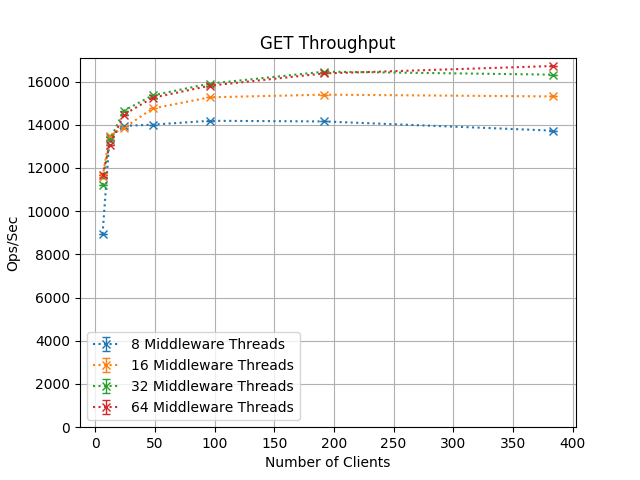 GET Throughput
16000
14000
12000
10000
8000
6000
4000
2000
0
Ops/Sec
8 Middleware Threads
16 Middleware Threads
32 Middleware Threads
64 Middleware Threads
0 50 100 150 200 250 300 350 400
Number of Clients